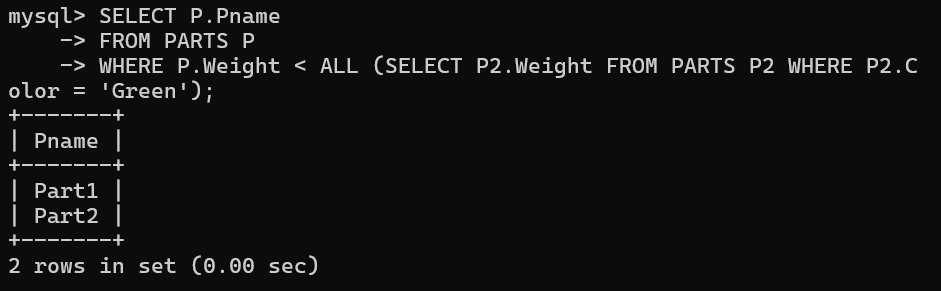 mysql> SELECT P.Pname
    -> FROM PARTS P
    -> WHERE P.Weight < ALL (SELECT P2.Weight FROM PARTS P2 WHERE P2.C
olor = 'Green');
+-------+
| Pname |
+-------+
| Part1 |
| Part2 |
+-------+
2 rows in set (0.00 sec)